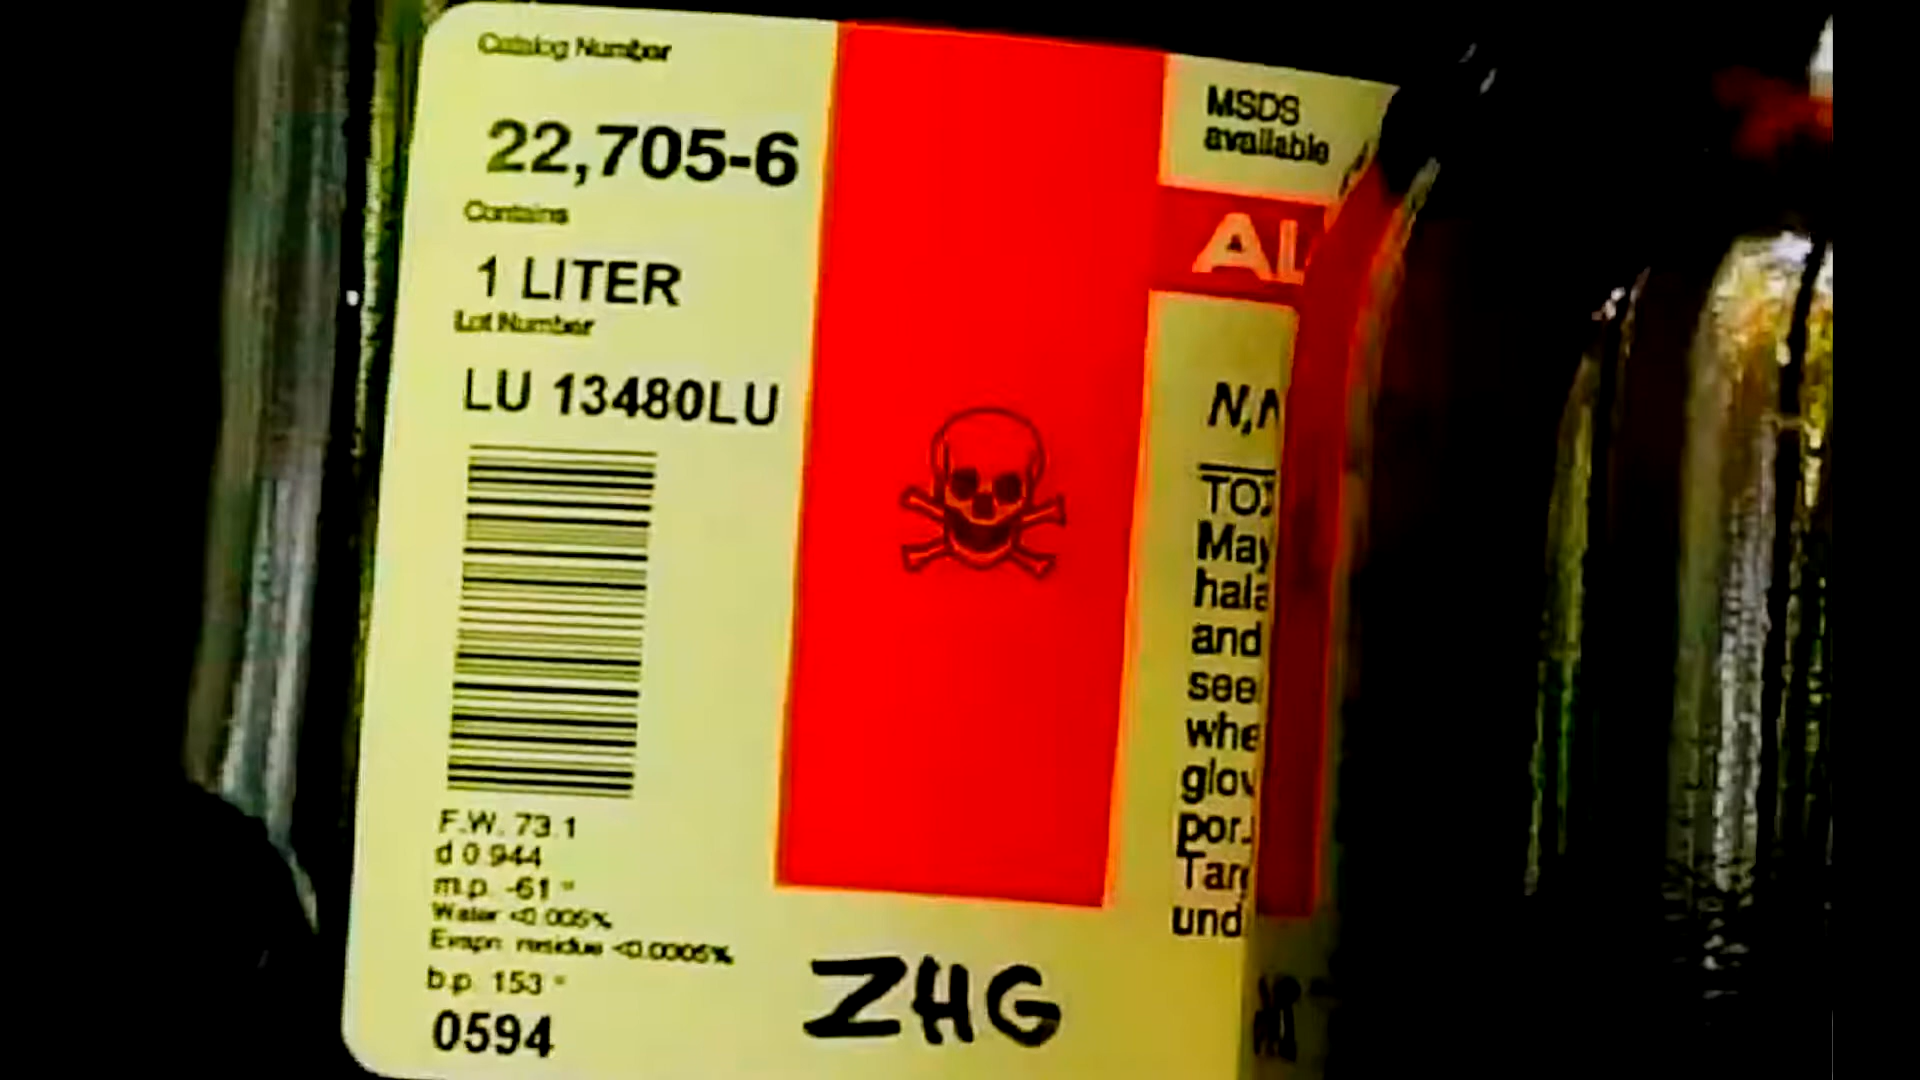 Catalog Number
22,705-6
Contains
1 LITER
Lot Number
LU 13480LU
F.W. 73.1
d 0.944
m.p. -61 °
Water <0.005%
Evapn. residue <0.0005%
b.p. 153 °
0594
ZHG
MSDS
available
AL
N,N
TOX
May
hala
and
see
whe
glov
por
Targ
und